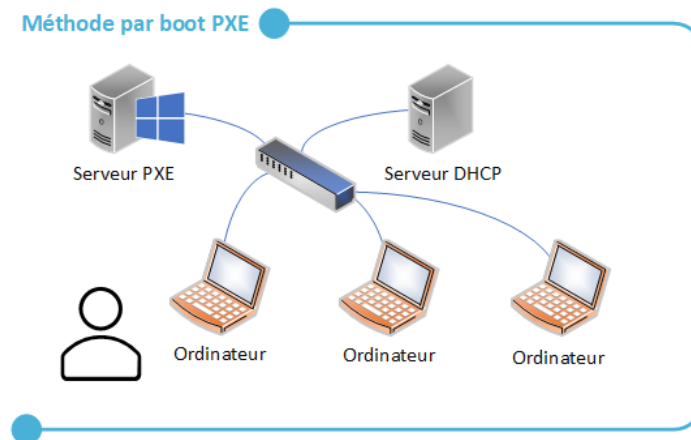 Méthode par boot PXE
Serveur PXE
Serveur DHCP
Ordinateur
Ordinateur
Ordinateur